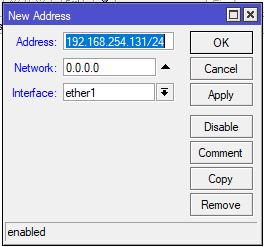 New Address
Address: 192.168.254.131/24
OK
Network: 0.0.0.0
Cancel
Interface: ether1
Apply
Disable
Comment
Copy
Remove
enabled